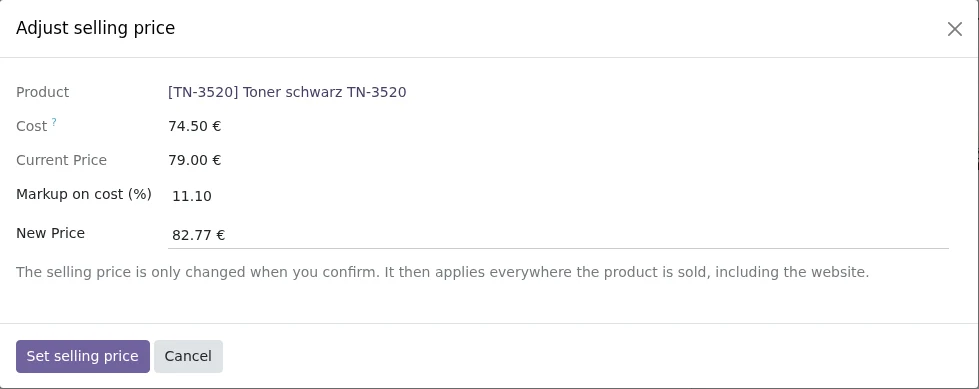 Adjust selling price
Product [TN-3520] Toner schwarz TN-3520
Cost ? 74.50 €
Current Price 79.00 €
Markup on cost (%) 11.10
New Price 82.77 €
The selling price is only changed when you confirm. It then applies everywhere the product is sold, including the website.
Set selling price Cancel